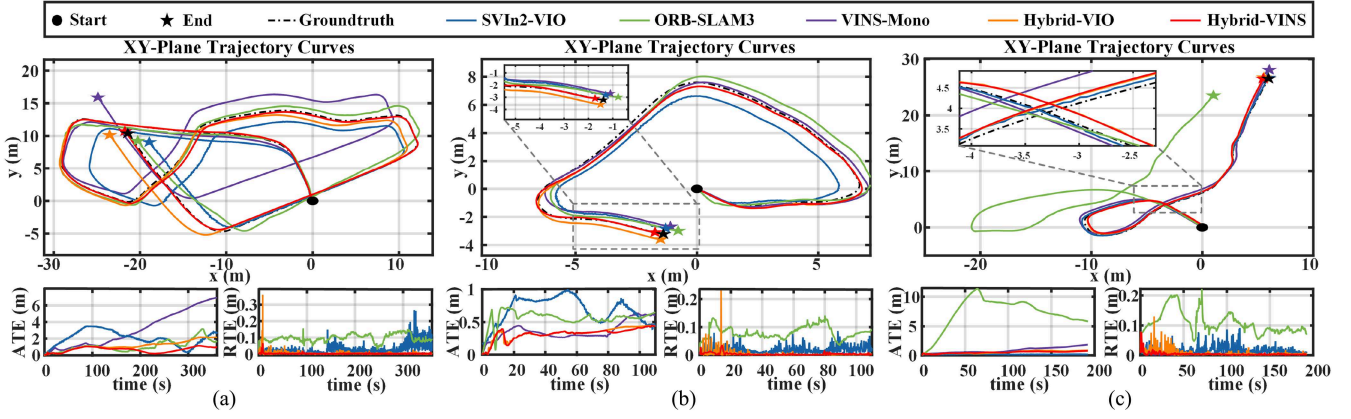 Start End Groundtruth SVIn2-VIO ORB-SLAM3 VINS-Mono Hybrid-VIO Hybrid-VINS
XY-Plane Trajectory Curves
20
15
10
5
0
-5
y (m)
-30 -20 -10 0 10
x (m)
ATE (m)
6
4
2
0
0 100 200 300
time (s)
RTE (m)
0.3
0.2
0.1
0
0 100 200 300
time (s)
(a)
XY-Plane Trajectory Curves
8
6
4
2
0
-2
-4
y (m)
-1
-2
-3
-4
-5 -4 -3 -2 -1
-10 -5 0 5
x (m)
ATE (m)
1
0.5
0
0 20 40 60 80 100
time (s)
RTE (m)
0.2
0.1
0
0 20 40 60 80 100
time (s)
(b)
XY-Plane Trajectory Curves
30
20
10
0
y (m)
4.5
4
3.5
-4 -3.5 -3 -2.5
-20 -15 -10 -5 0 5 10
x (m)
ATE (m)
10
5
0
0 50 100 150 200
time (s)
RTE (m)
0.2
0.1
0
0 50 100 150 200
time (s)
(c)